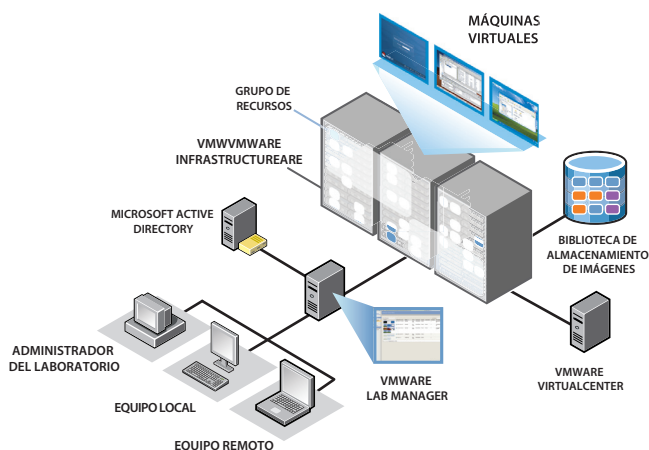 MÁQUINAS
VIRTUALES
GRUPO DE
RECURSOS
VMWVMWARE
INFRASTRUCTUREARE
MICROSOFT ACTIVE
DIRECTORY
BIBLIOTECA DE
ALMACENAMIENTO
DE IMÁGENES
ADMINISTRADOR
DEL LABORATORIO
EQUIPO LOCAL
EQUIPO REMOTO
VMWARE
LAB MANAGER
VMWARE
VIRTUALCENTER